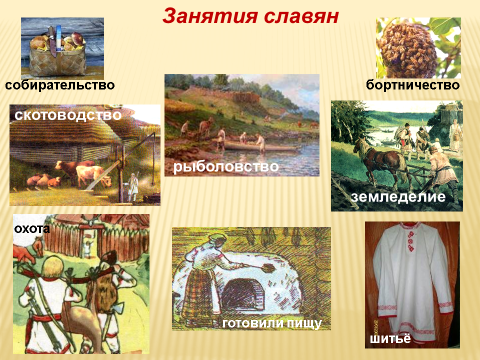 Занятия славян
собирательство
бортничество
скотоводство
рыболовство
земледелие
охота
готовили пищу
шитьё